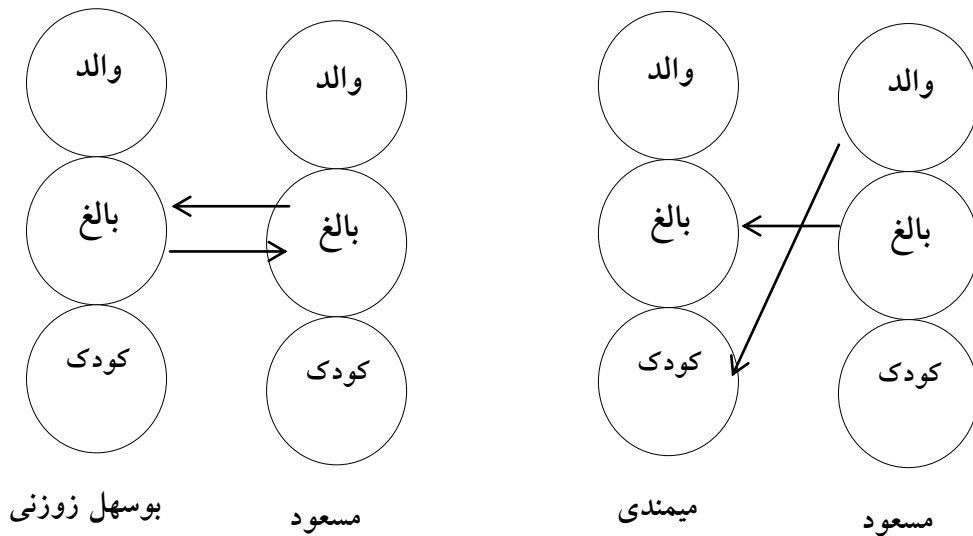 والد
بالغ
کودک
مسعود
والد
بالغ
کودک
میمندی
والد
بالغ
کودک
مسعود
والد
بالغ
کودک
بوسهل زوزنی